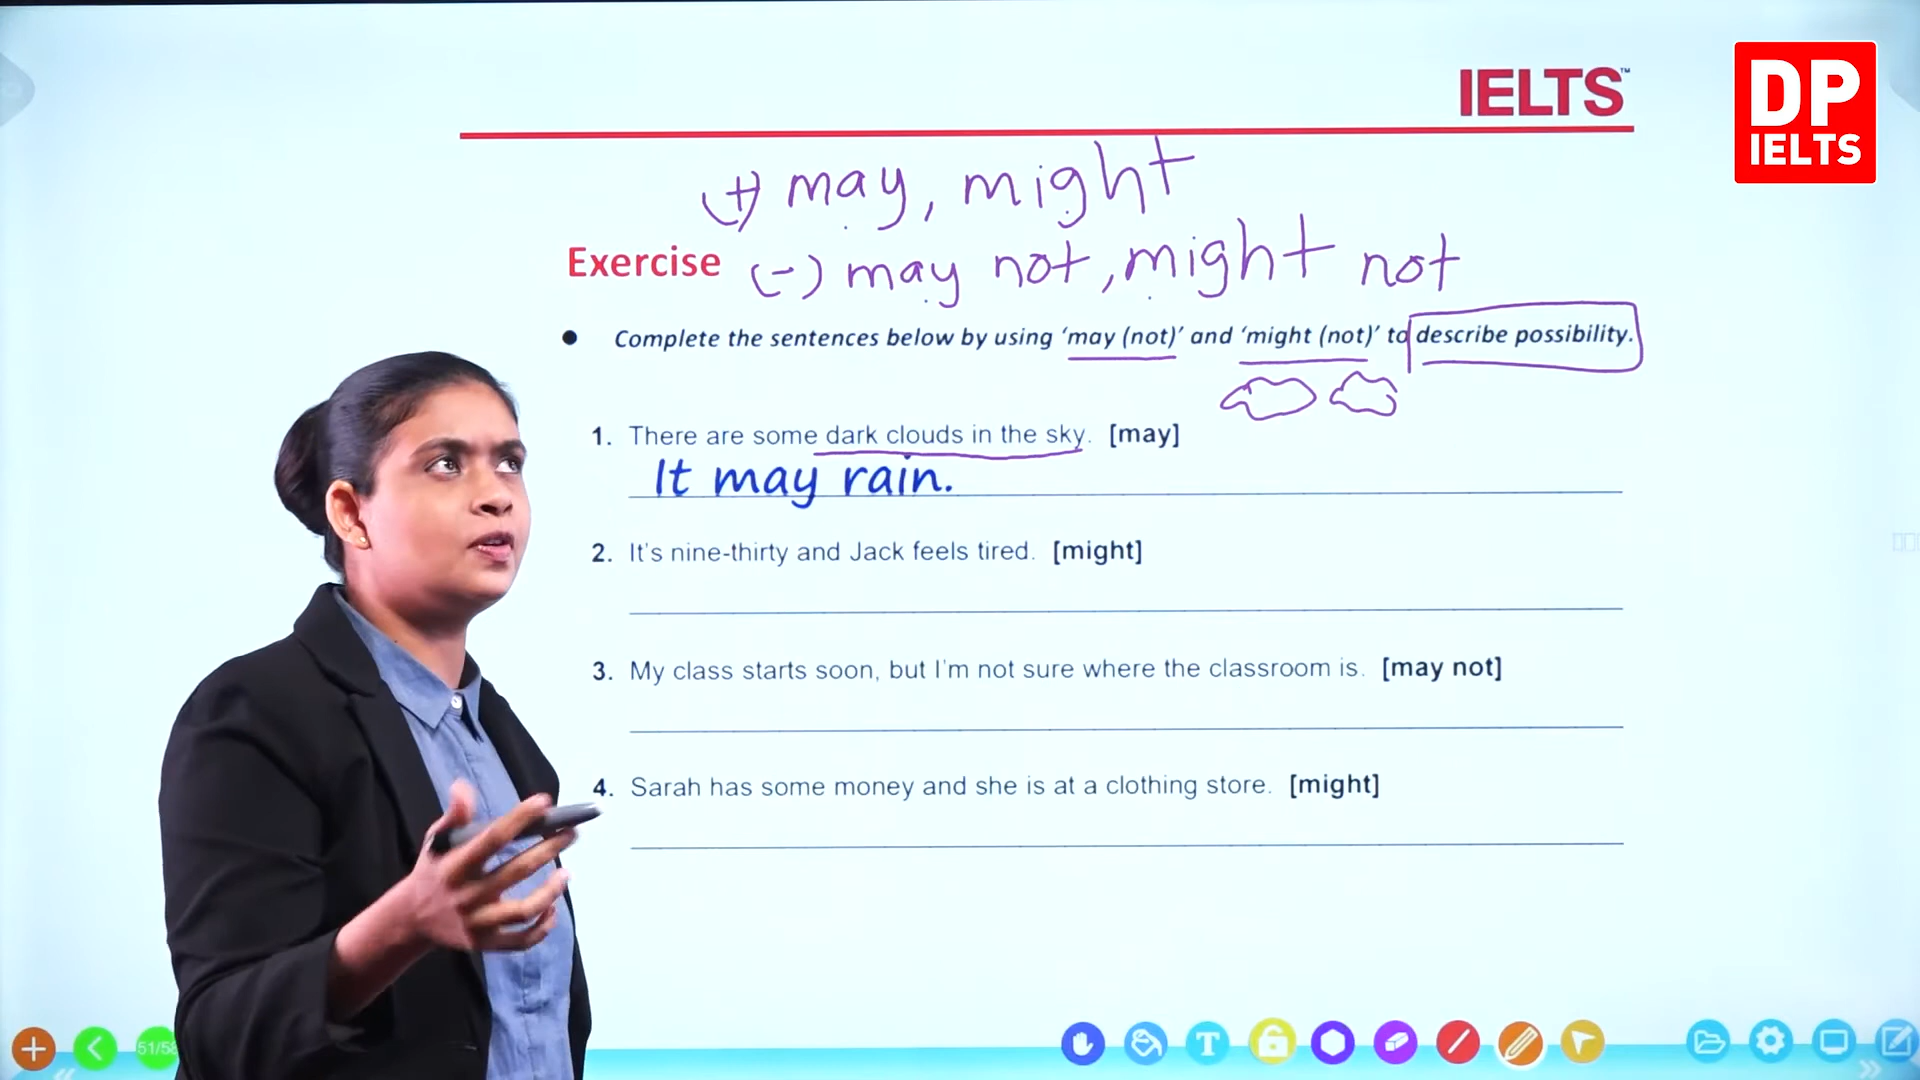 IELTS™
DP
IELTS
(+) may, might
Exercise (-) may not, might not
● Complete the sentences below by using ‘may (not)’ and ‘might (not)’ to describe possibility.
1. There are some dark clouds in the sky. [may]
It may rain.
2. It's nine-thirty and Jack feels tired. [might]
3. My class starts soon, but I'm not sure where the classroom is. [may not]
4. Sarah has some money and she is at a clothing store. [might]
51/58
T